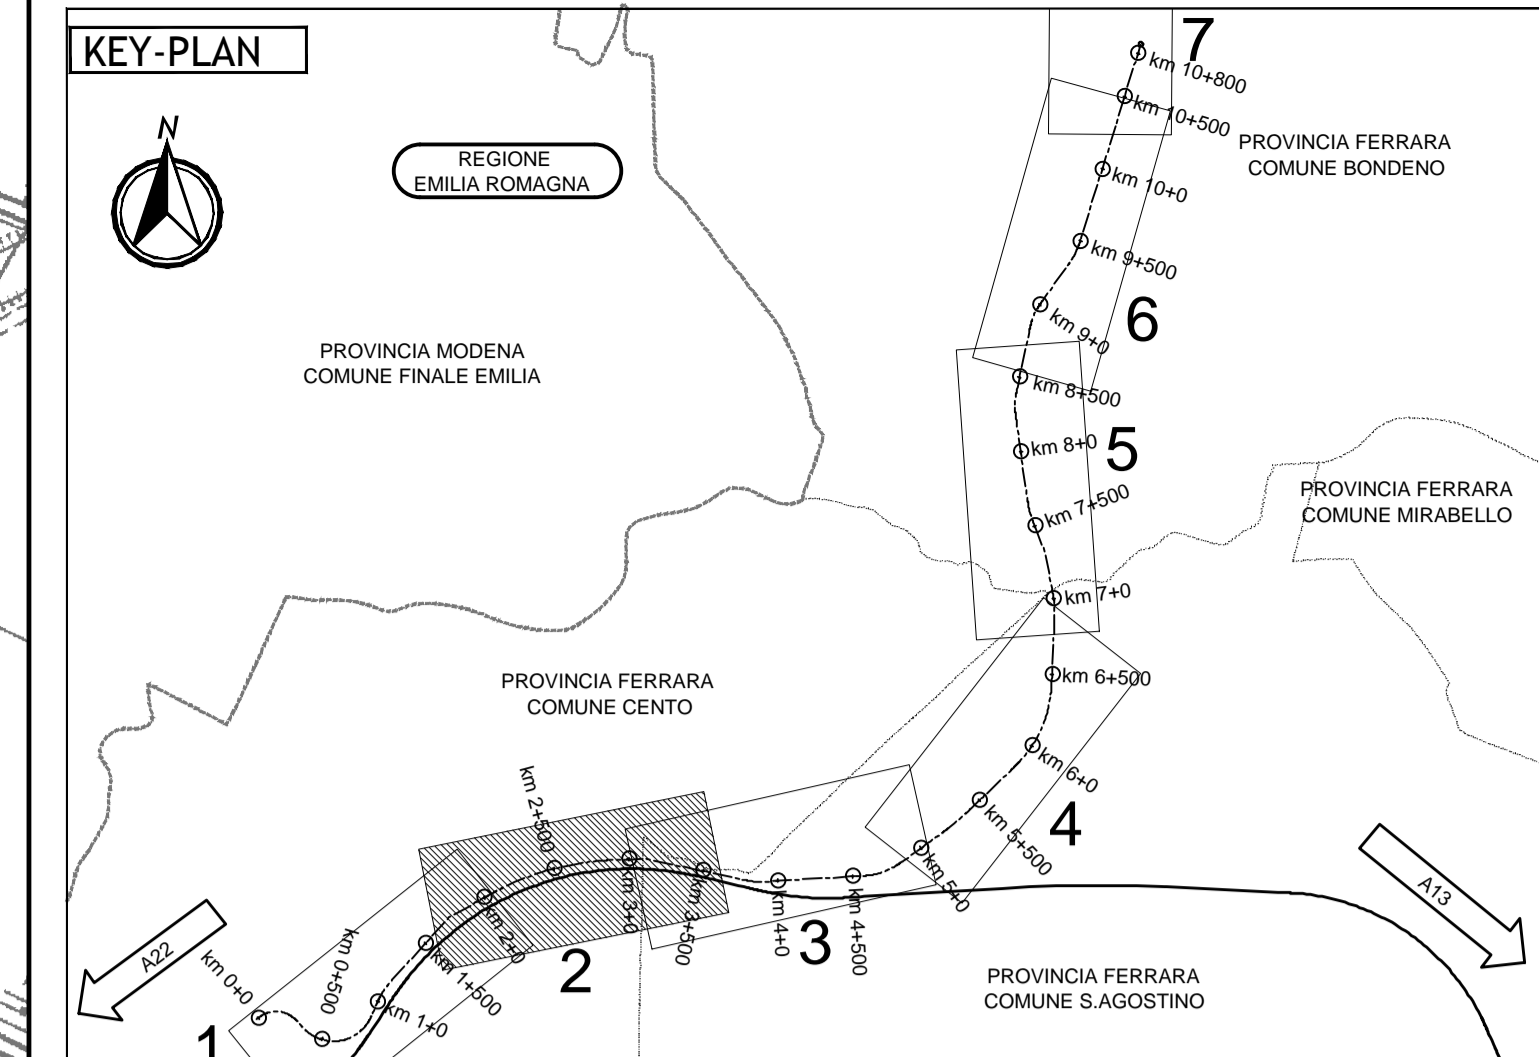 KEY-PLAN
N
REGIONE
EMILIA ROMAGNA
7
km 10+800
km 10+500
PROVINCIA FERRARA
COMUNE BONDENO
km 10+0
km 9+500
6
km 9+0
PROVINCIA MODENA
COMUNE FINALE EMILIA
km 8+500
5
km 8+0
km 7+500
PROVINCIA FERRARA
COMUNE MIRABELLO
km 7+0
km 6+500
PROVINCIA FERRARA
COMUNE CENTO
km 6+0
km 5+500
4
km 5+0
km 4+500
km 4+0
3
km 3+500
km 3+0
km 2+500
km 2+0
2
km 1+500
km 1+0
km 0+500
km 0+0
1
A22
A13
PROVINCIA FERRARA
COMUNE S.AGOSTINO